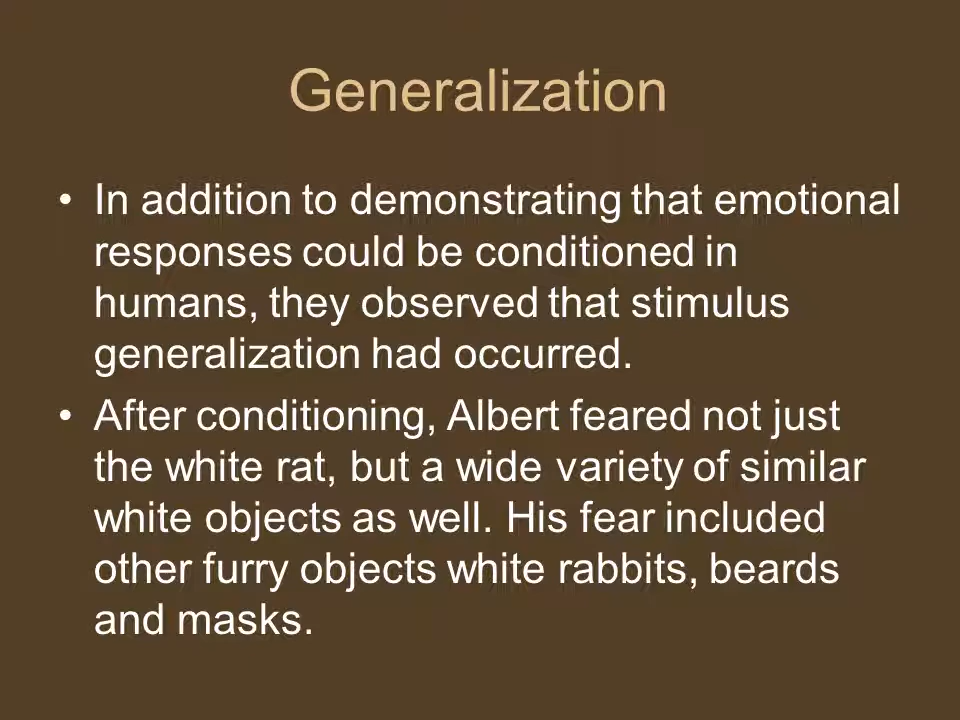 Generalization
• In addition to demonstrating that emotional
responses could be conditioned in
humans, they observed that stimulus
generalization had occurred.
• After conditioning, Albert feared not just
the white rat, but a wide variety of similar
white objects as well. His fear included
other furry objects white rabbits, beards
and masks.